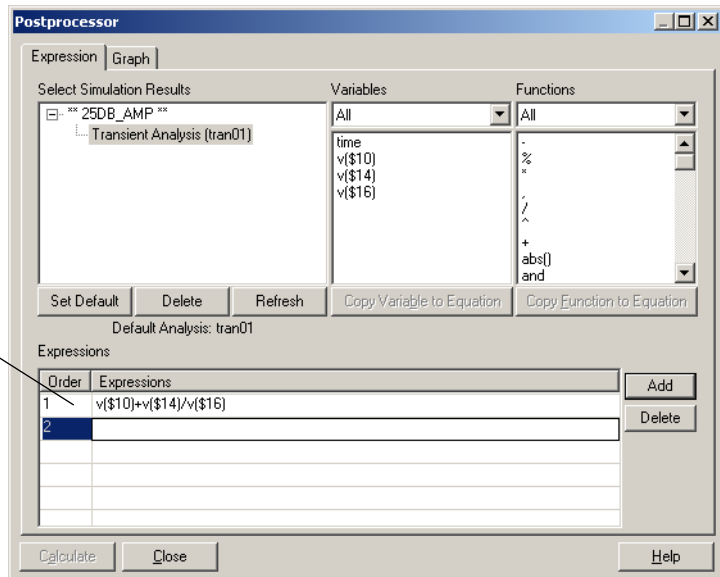 Postprocessor
Expression Graph
Select Simulation Results Variables Functions
** 25DB_AMP ** All All
Transient Analysis (tran01)
time
v($10)
v($14)
v($16)
-
%
*
,
/
^
+
abs()
and
Set Default Delete Refresh Copy Variable to Equation Copy Function to Equation
Default Analysis: tran01
Expressions
Order Expressions
1 v($10)+v($14)/v($16)
2
Add
Delete
Calculate Close Help